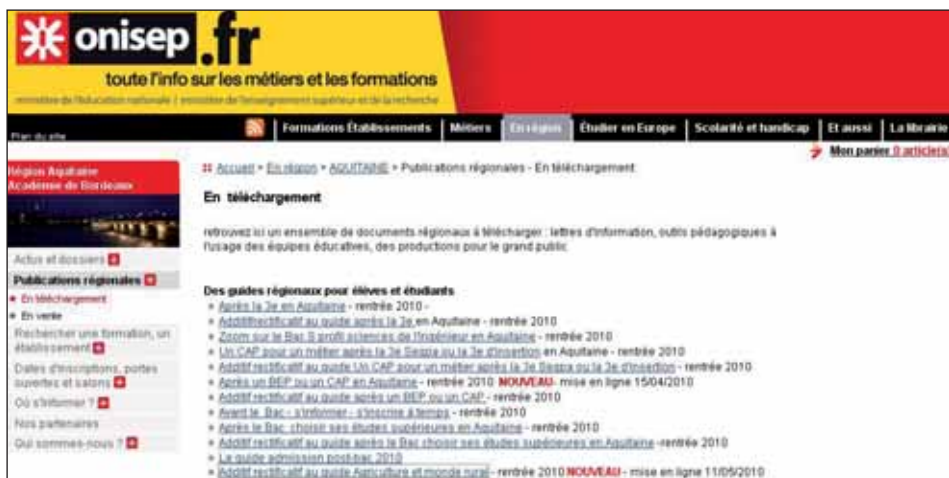 onisep.fr
toute l'info sur les métiers et les formations
ministère de l'éducation nationale | ministère de l'enseignement supérieur et de la recherche
Plan du site
Formations Établissements | Métiers | En région | Étudier en Europe | Scolarité et handicap | Et aussi | La librairie
Mon panier 0 article(s)
Région Aquitaine
Académie de Bordeaux
Actus et dossiers
Publications régionales
En téléchargement
En vente
Rechercher une formation, un
établissement
Dates d'inscriptions, portes
ouvertes et salons
Où s'informer ?
Nos partenaires
Qui sommes-nous ?
Accueil > En région > AQUITAINE > Publications régionales - En téléchargement
En téléchargement
retrouvez ici un ensemble de documents régionaux à télécharger : lettres d'information, outils pédagogiques à
l'usage des équipes éducatives, des productions pour le grand public.
Des guides régionaux pour élèves et étudiants
Après la 3e en Aquitaine - rentrée 2010 -
Additif/rectificatif au guide après la 3e en Aquitaine - rentrée 2010
Zoom sur le Bac S profil sciences de l'ingénieur en Aquitaine - rentrée 2010
Un CAP pour un métier après la 3e Segpa ou la 3e d'insertion en Aquitaine - rentrée 2010
Additif rectificatif au guide Un CAP pour un métier après la 3e Segpa ou la 3e d'insertion - rentrée 2010
Après un BEP ou un CAP en Aquitaine - rentrée 2010 NOUVEAU - mise en ligne 15/04/2010
Additif rectificatif au guide après un BEP ou un CAP - rentrée 2010
Avant le Bac - s'informer - s'inscrire à temps - rentrée 2010
Après le Bac choisir ses études supérieures en Aquitaine - rentrée 2010
Additif rectificatif au guide après le Bac choisir ses études supérieures en Aquitaine -rentrée 2010
Le guide admission post-bac 2010
Additif rectificatif au guide Agriculture et monde rural - rentrée 2010 NOUVEAU - mise en ligne 11/05/2010